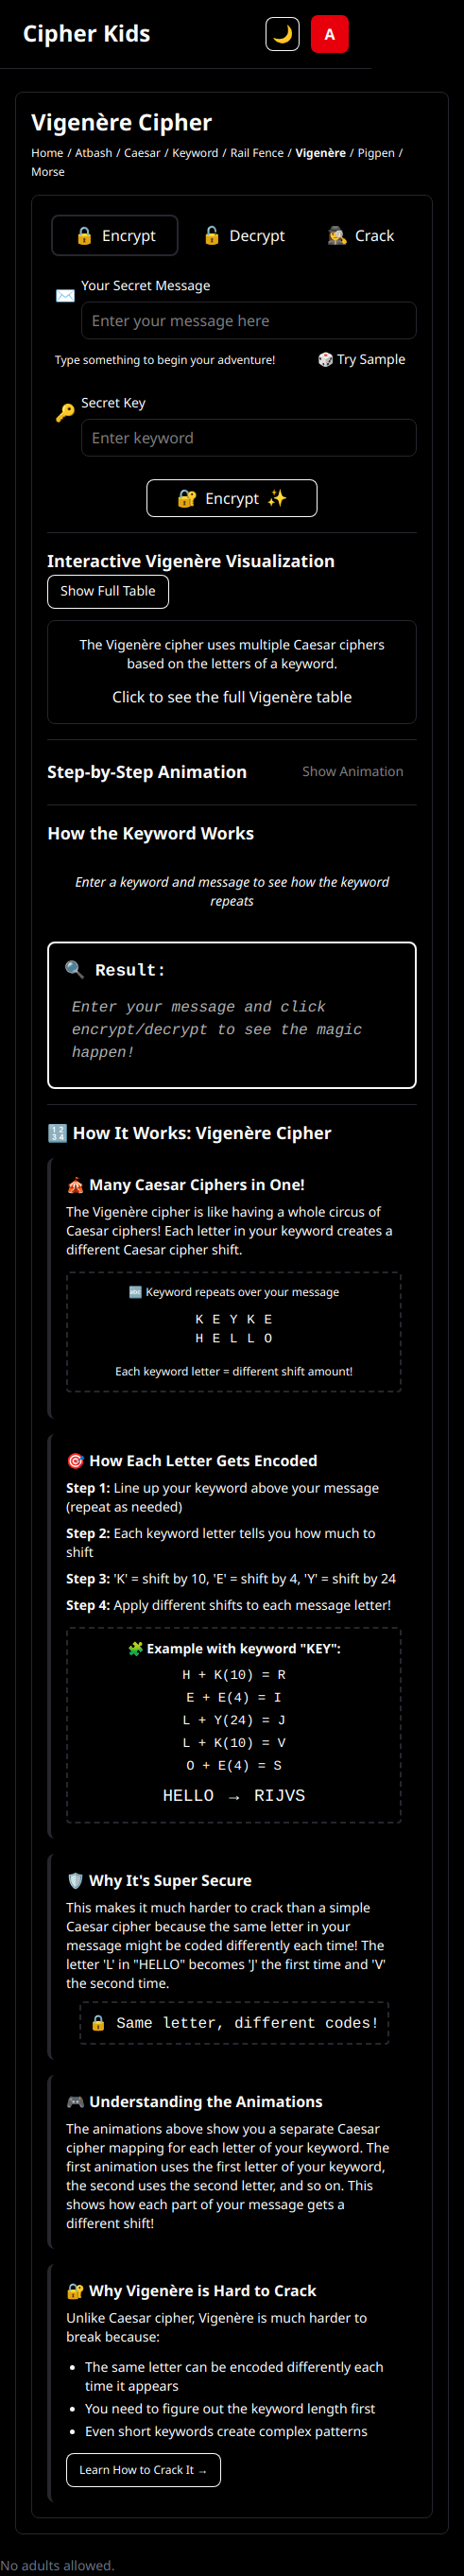 Cipher Kids
🌙
A
Vigenère Cipher
Home / Atbash / Caesar / Keyword / Rail Fence / Vigenère / Pigpen /
Morse
🔒 Encrypt 🔓 Decrypt 🕵️ Crack
✉️ Your Secret Message
Enter your message here
Type something to begin your adventure! 🎲 Try Sample
🔑 Secret Key
Enter keyword
🔐 Encrypt ✨
Interactive Vigenère Visualization
Show Full Table
The Vigenère cipher uses multiple Caesar ciphers
based on the letters of a keyword.
Click to see the full Vigenère table
Step-by-Step Animation Show Animation
How the Keyword Works
Enter a keyword and message to see how the keyword
repeats
🔍 Result:
Enter your message and click
encrypt/decrypt to see the magic
happen!
🔢 How It Works: Vigenère Cipher
🎪 Many Caesar Ciphers in One!
The Vigenère cipher is like having a whole circus of
Caesar ciphers! Each letter in your keyword creates a
different Caesar cipher shift.
🔤 Keyword repeats over your message
K E Y K E
H E L L O
Each keyword letter = different shift amount!
🎯 How Each Letter Gets Encoded
Step 1: Line up your keyword above your message
(repeat as needed)
Step 2: Each keyword letter tells you how much to
shift
Step 3: 'K' = shift by 10, 'E' = shift by 4, 'Y' = shift by 24
Step 4: Apply different shifts to each message letter!
🧩 Example with keyword "KEY":
H + K(10) = R
E + E(4) = I
L + Y(24) = J
L + K(10) = V
O + E(4) = S
HELLO → RIJVS
🛡️ Why It's Super Secure
This makes it much harder to crack than a simple
Caesar cipher because the same letter in your
message might be coded differently each time! The
letter 'L' in "HELLO" becomes 'J' the first time and 'V'
the second time.
🔒 Same letter, different codes!
🎮 Understanding the Animations
The animations above show you a separate Caesar
cipher mapping for each letter of your keyword. The
first animation uses the first letter of your keyword,
the second uses the second letter, and so on. This
shows how each part of your message gets a
different shift!
🔐 Why Vigenère is Hard to Crack
Unlike Caesar cipher, Vigenère is much harder to
break because:
• The same letter can be encoded differently each
time it appears
• You need to figure out the keyword length first
• Even short keywords create complex patterns
Learn How to Crack It →
No adults allowed.